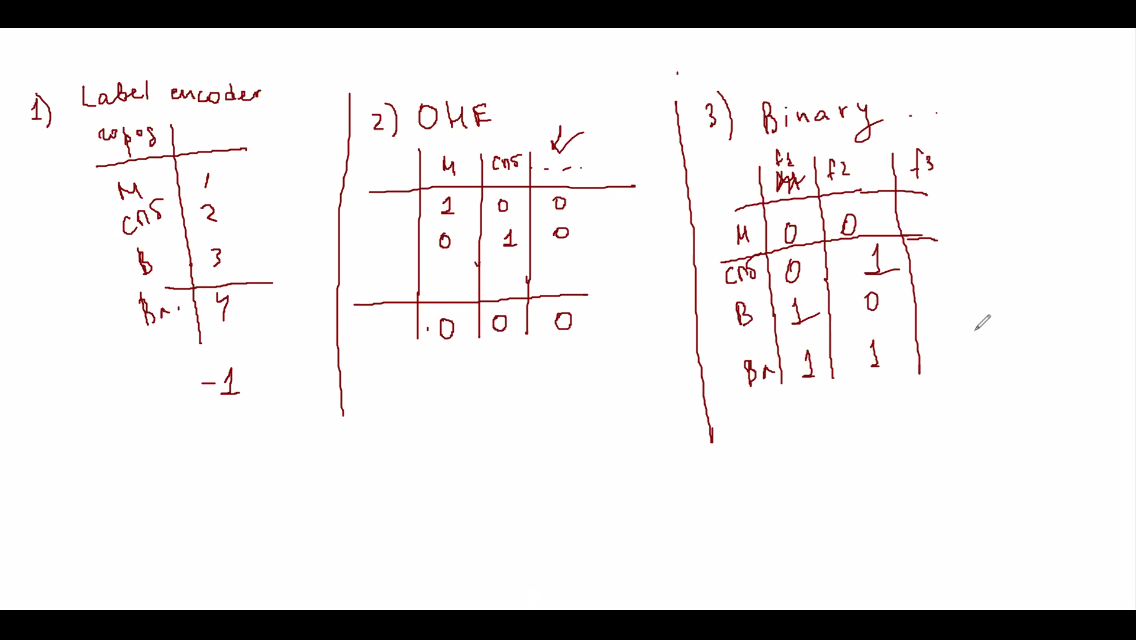 1) Label encoder
город
М 1
СПб 2
В 3
Вл. 4
-1
2) OHE
М СПб ....
1 0 0
0 1 0
0 0 0
3) Binary ...
f1 f2 f3
М 0 0
СПб 0 1
В 1 0
Вл 1 1